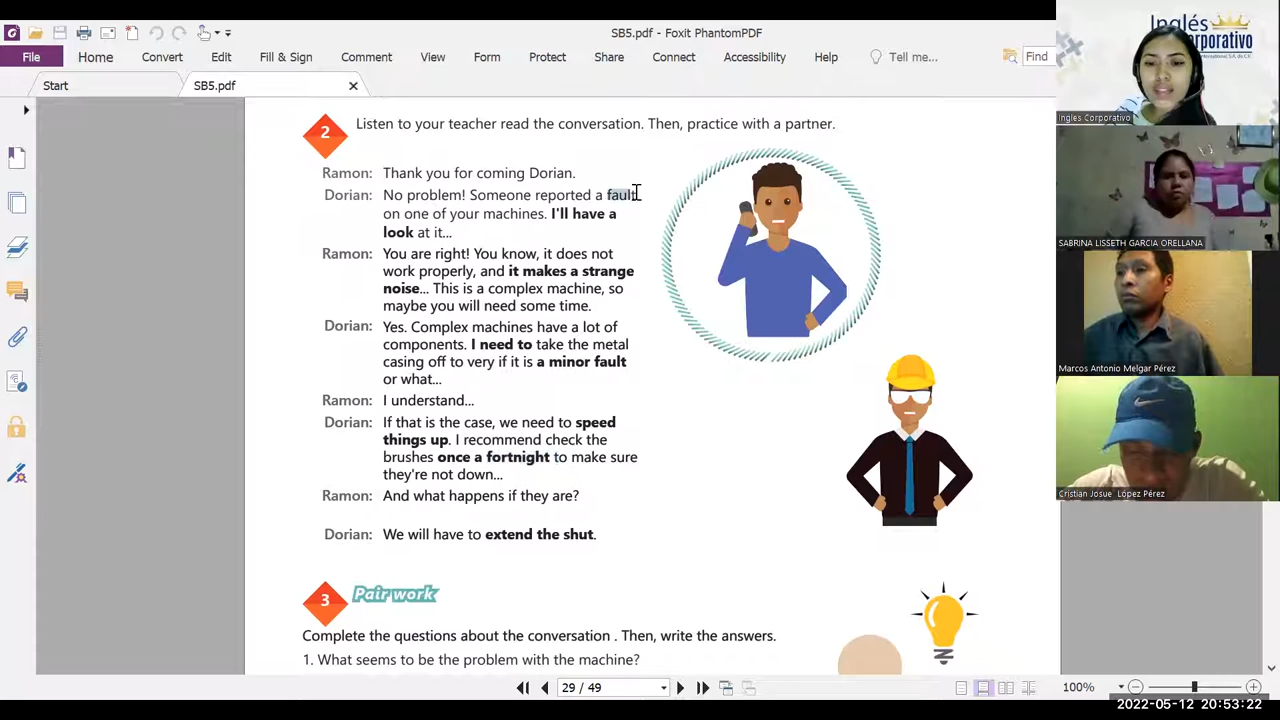 SB5.pdf - Foxit PhantomPDF
File Home Convert Edit Fill & Sign Comment View Form Protect Share Connect Accessibility Help Tell me... Find
Start SB5.pdf
2 Listen to your teacher read the conversation. Then, practice with a partner.
Ramon: Thank you for coming Dorian.
Dorian: No problem! Someone reported a fault
on one of your machines. I'll have a
look at it...
Ramon: You are right! You know, it does not
work properly, and it makes a strange
noise... This is a complex machine, so
maybe you will need some time.
Dorian: Yes. Complex machines have a lot of
components. I need to take the metal
casing off to very if it is a minor fault
or what...
Ramon: I understand...
Dorian: If that is the case, we need to speed
things up. I recommend check the
brushes once a fortnight to make sure
they're not down...
Ramon: And what happens if they are?
Dorian: We will have to extend the shut.
3 Pair work
Complete the questions about the conversation . Then, write the answers.
1. What seems to be the problem with the machine?
29 / 49
100%
Inglés
Corporativo
Ingles Corporativo
SABRINA LISSETH GARCIA ORELLANA
Marcos Antonio Melgar Pérez
Cristian Josue López Pérez
2022-05-12 20:53:22